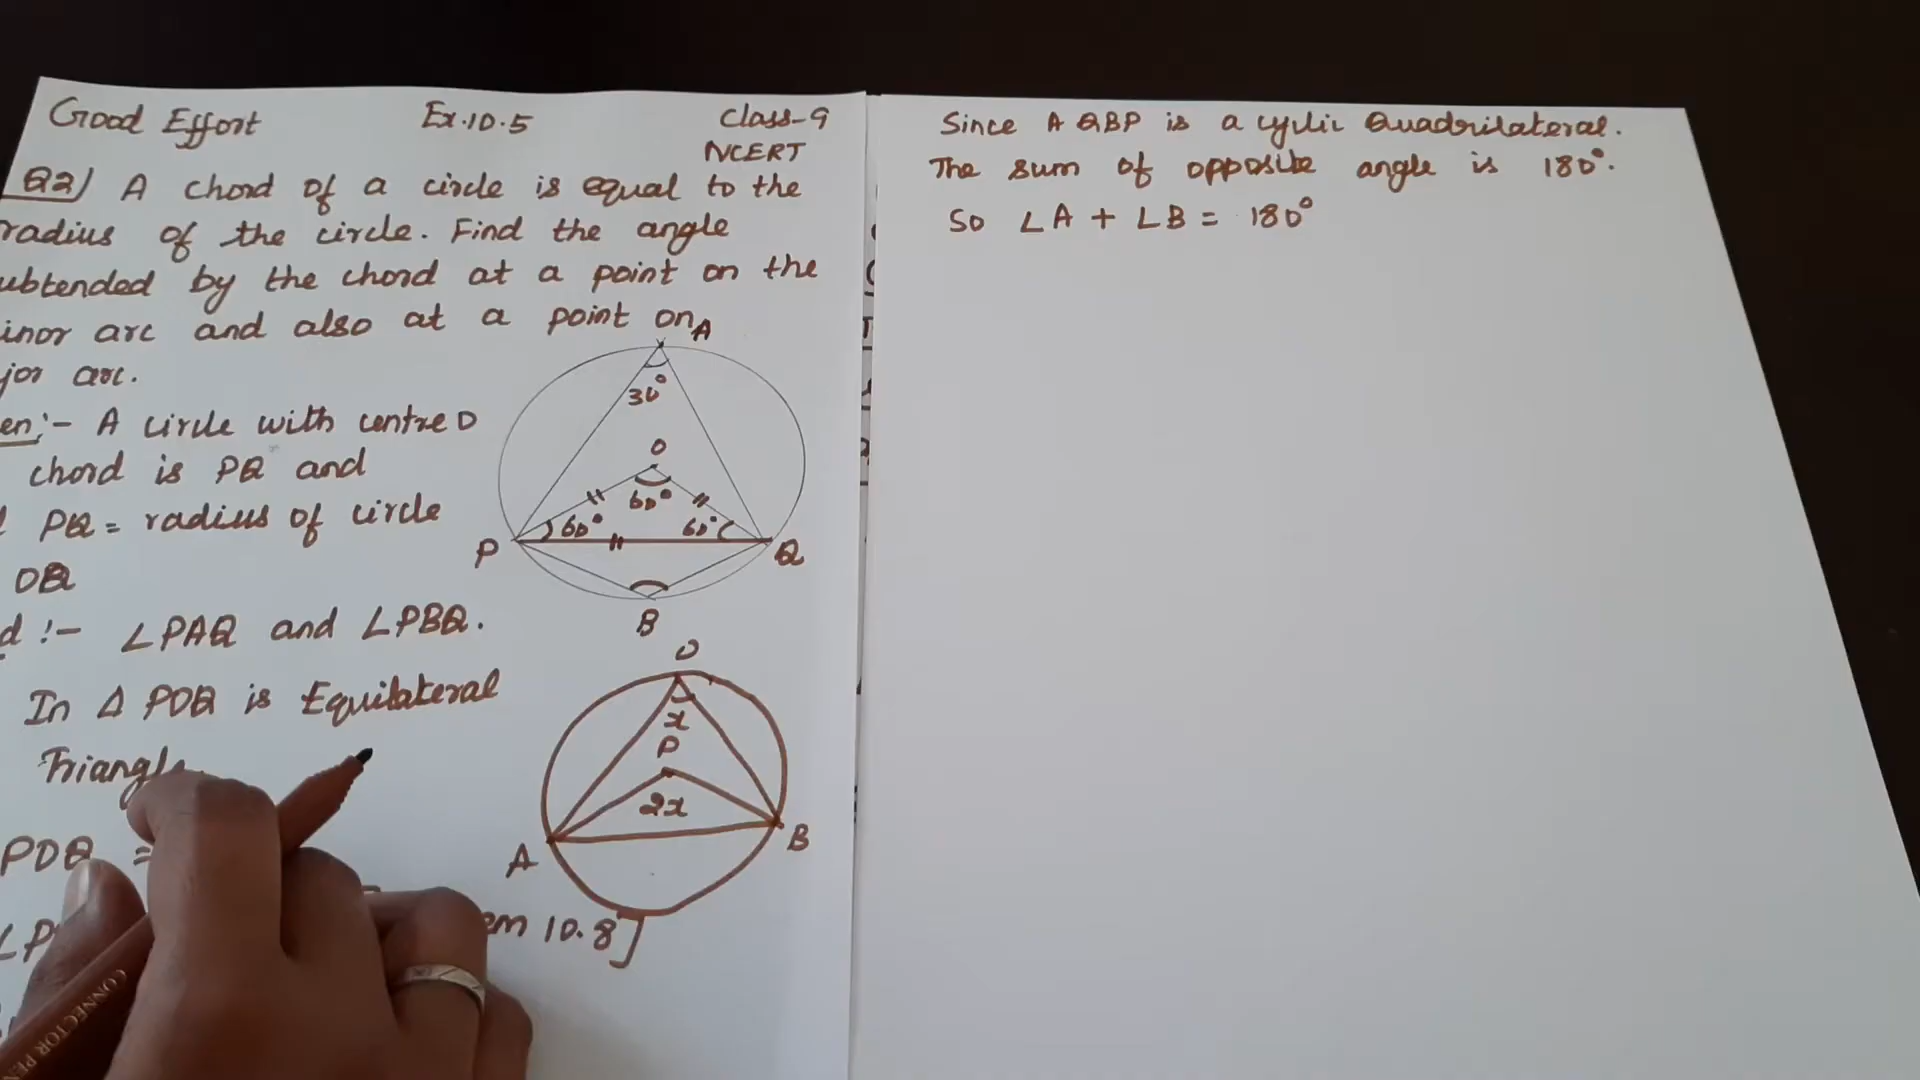 Good Effort Ex.10.5 Class-9
NCERT
Q2) A chord of a circle is equal to the
radius of the circle. Find the angle
ubtended by the chord at a point on the
inor arc and also at a point on
jor arc.
en:- A circle with centre O
chord is PQ and
PQ = radius of circle
OQ
d :- ∠PAQ and ∠PBQ.
In Δ POQ is Equilateral
Triangle
POQ =
∠P
em 10.8]
A
30°
O
60°
60° 60°
P Q
B
O
x
P
2x
A B
CONNECTOR PEN
Since AQBP is a cyclic Quadrilateral.
The sum of opposite angle is 180°.
So ∠A + ∠B = 180°